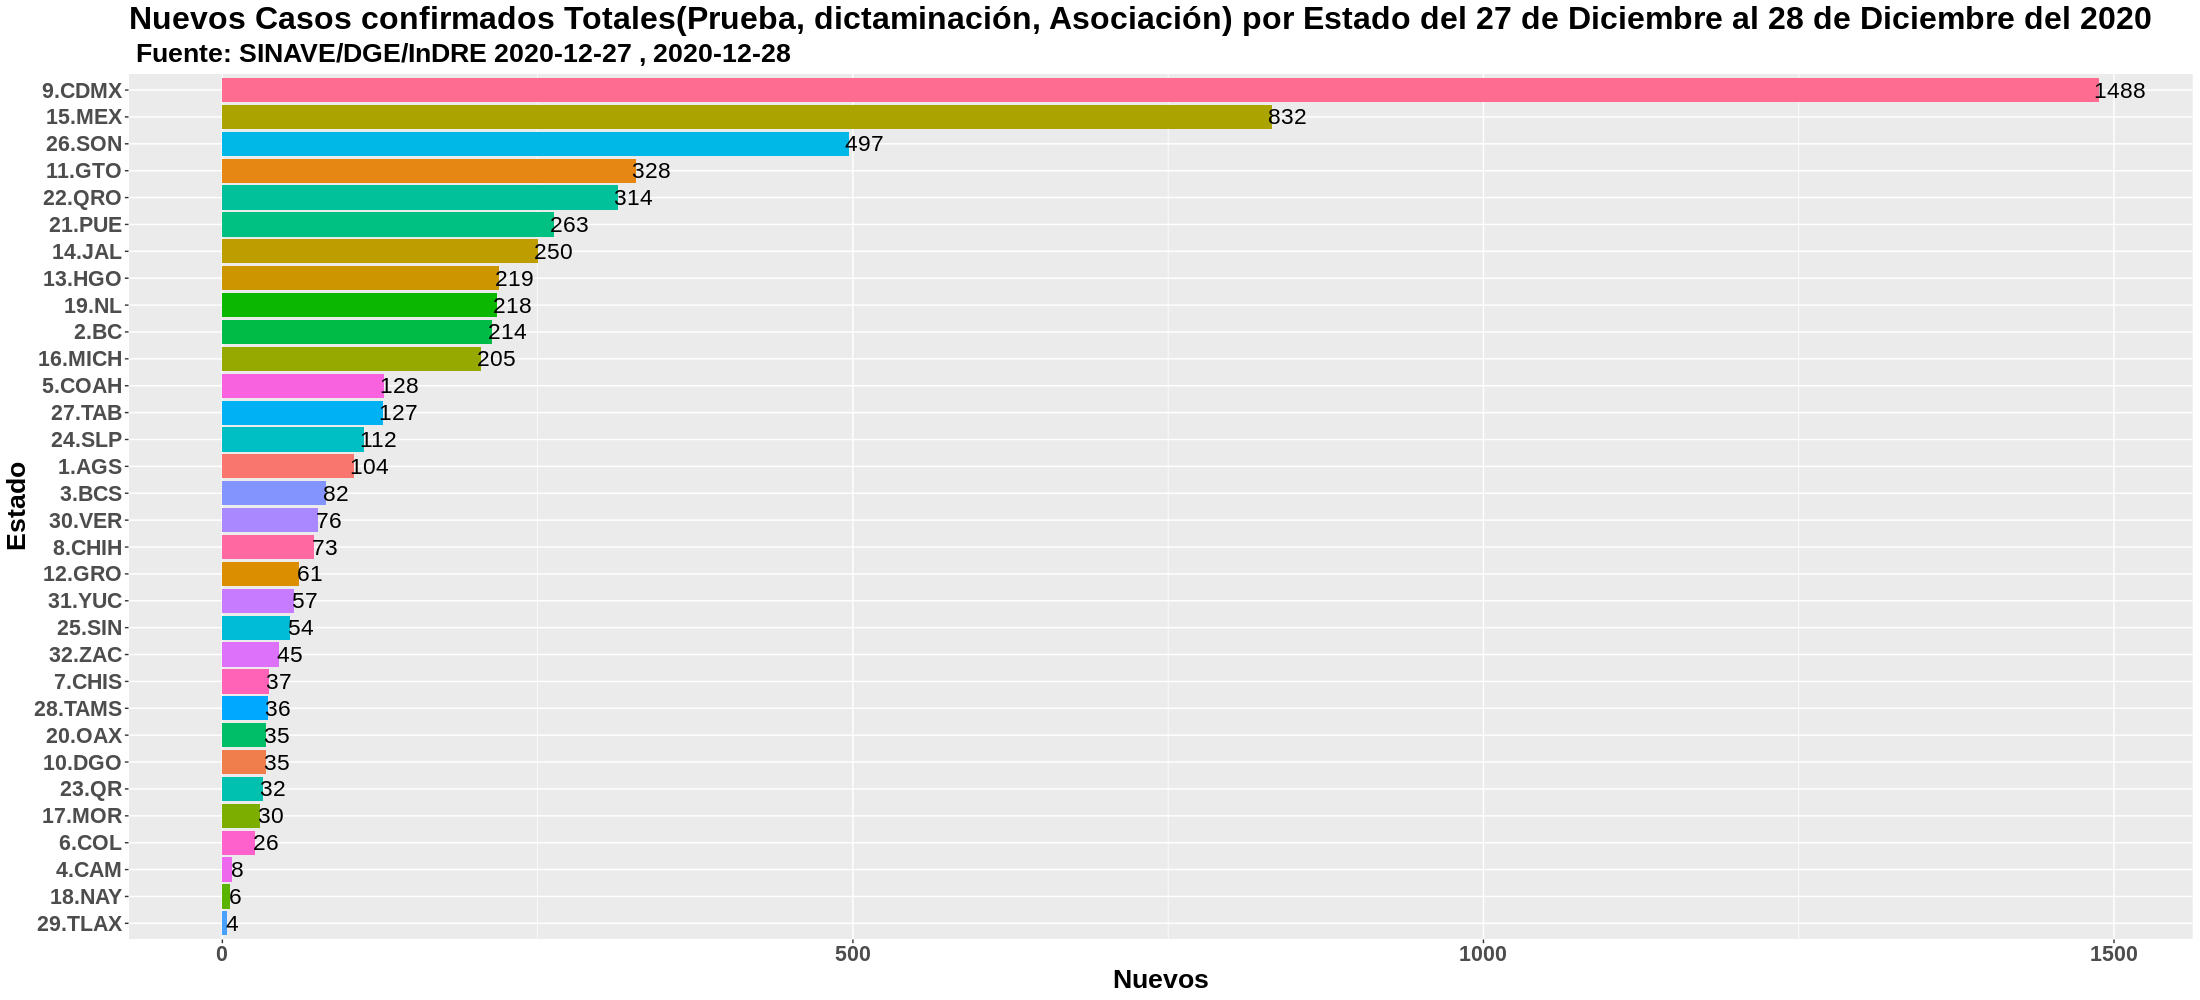 Nuevos Casos confirmados Totales(Prueba, dictaminación, Asociación) por Estado del 27 de Diciembre al 28 de Diciembre del 2020
Fuente: SINAVE/DGE/InDRE 2020-12-27 , 2020-12-28
9.CDMX 1488
15.MEX 832
26.SON 497
11.GTO 328
22.QRO 314
21.PUE 263
14.JAL 250
13.HGO 219
19.NL 218
2.BC 214
16.MICH 205
5.COAH 128
27.TAB 127
24.SLP 112
1.AGS 104
3.BCS 82
30.VER 76
8.CHIH 73
12.GRO 61
31.YUC 57
25.SIN 54
32.ZAC 45
7.CHIS 37
28.TAMS 36
20.OAX 35
10.DGO 35
23.QR 32
17.MOR 30
6.COL 26
4.CAM 8
18.NAY 6
29.TLAX 4
Estado
0 500 1000 1500
Nuevos